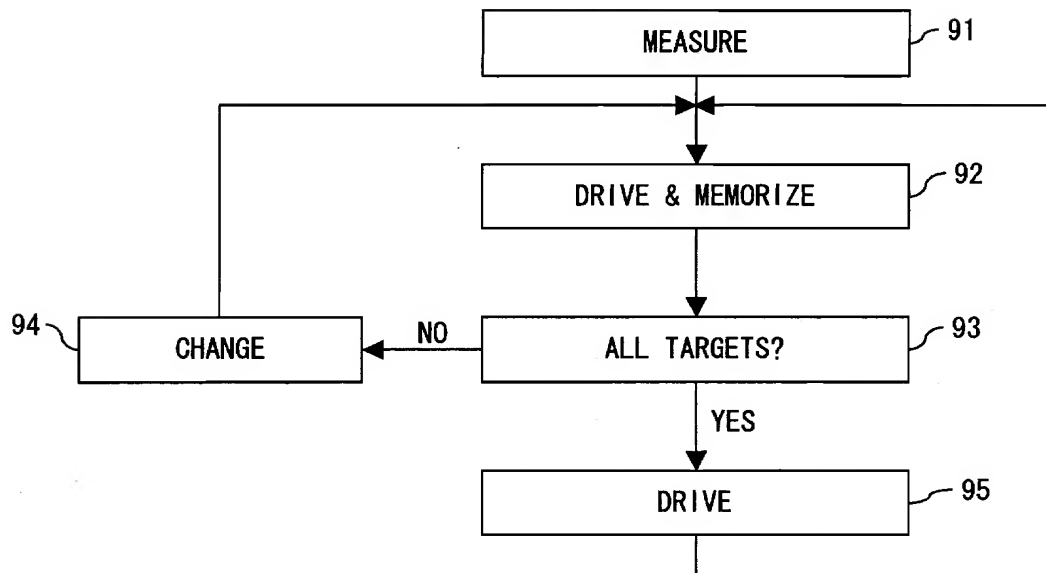 MEASURE
91
DRIVE & MEMORIZE
92
94
CHANGE
NO
ALL TARGETS?
93
YES
DRIVE
95